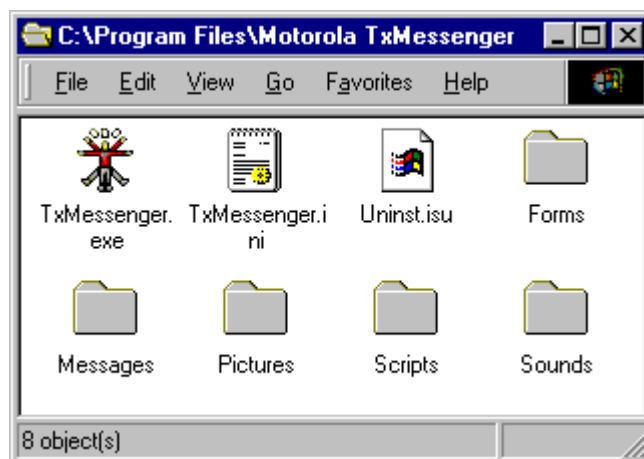 C:\Program Files\Motorola TxMessenger
File Edit View Go Favorites Help
TxMessenger. TxMessenger.i Uninst.isu Forms
exe ni
Messages Pictures Scripts Sounds
8 object(s)